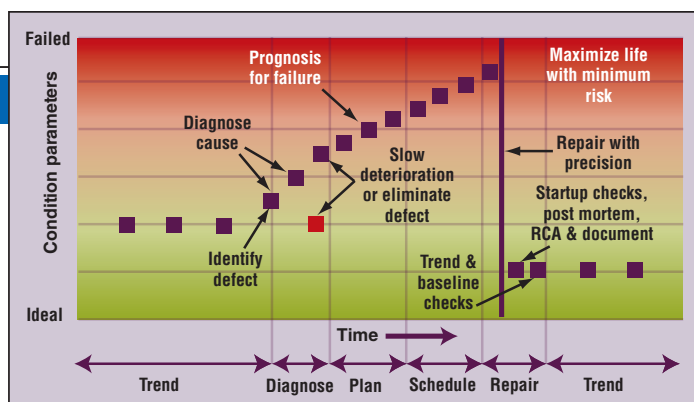 Failed
Prognosis
for failure
Maximize life
with minimum
risk
Condition parameters
Diagnose
cause
Slow
deterioration
or eliminate
defect
Repair with
precision
Startup checks,
post mortem,
RCA & document
Identify
defect
Trend &
baseline
checks
Ideal
Time
Trend
Diagnose
Plan
Schedule
Repair
Trend